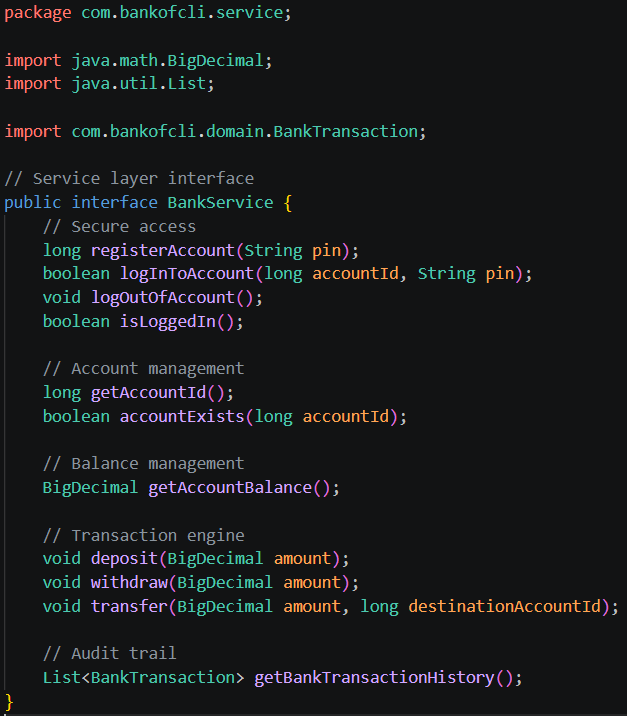 package com.bankofcli.service;
import java.math.BigDecimal;
import java.util.List;
import com.bankofcli.domain.BankTransaction;
// Service layer interface
public interface BankService {
// Secure access
long registerAccount(String pin);
boolean logInToAccount(long accountId, String pin);
void logOutOfAccount();
boolean isLoggedIn();
// Account management
long getAccountId();
boolean accountExists(long accountId);
// Balance management
BigDecimal getAccountBalance();
// Transaction engine
void deposit(BigDecimal amount);
void withdraw(BigDecimal amount);
void transfer(BigDecimal amount, long destinationAccountId);
// Audit trail
List<BankTransaction> getBankTransactionHistory();
}